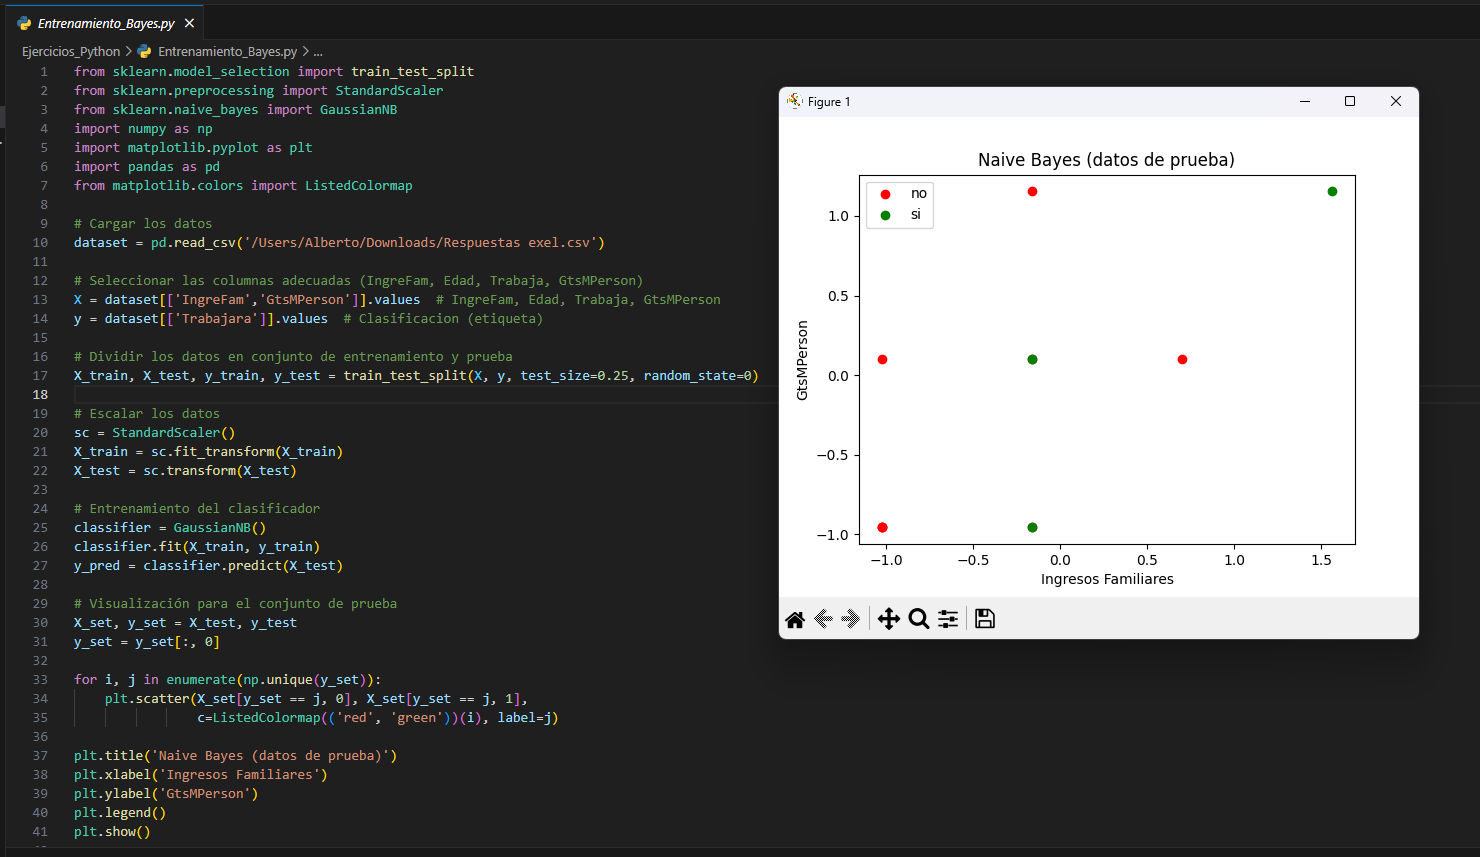 Entrenamiento_Bayes.py
Ejercicios_Python > Entrenamiento_Bayes.py > ...
1 from sklearn.model_selection import train_test_split
2 from sklearn.preprocessing import StandardScaler
3 from sklearn.naive_bayes import GaussianNB
4 import numpy as np
5 import matplotlib.pyplot as plt
6 import pandas as pd
7 from matplotlib.colors import ListedColormap
8
9 # Cargar los datos
10 dataset = pd.read_csv('/Users/Alberto/Downloads/Respuestas exel.csv')
11
12 # Seleccionar las columnas adecuadas (IngreFam, Edad, Trabaja, GtsMPerson)
13 X = dataset[['IngreFam','GtsMPerson']].values  # IngreFam, Edad, Trabaja, GtsMPerson
14 y = dataset[['Trabajara']].values  # Clasificacion (etiqueta)
15
16 # Dividir los datos en conjunto de entrenamiento y prueba
17 X_train, X_test, y_train, y_test = train_test_split(X, y, test_size=0.25, random_state=0)
18
19 # Escalar los datos
20 sc = StandardScaler()
21 X_train = sc.fit_transform(X_train)
22 X_test = sc.transform(X_test)
23
24 # Entrenamiento del clasificador
25 classifier = GaussianNB()
26 classifier.fit(X_train, y_train)
27 y_pred = classifier.predict(X_test)
28
29 # Visualización para el conjunto de prueba
30 X_set, y_set = X_test, y_test
31 y_set = y_set[:, 0]
32
33 for i, j in enumerate(np.unique(y_set)):
34     plt.scatter(X_set[y_set == j, 0], X_set[y_set == j, 1],
35                 c=ListedColormap(('red', 'green'))(i), label=j)
36
37 plt.title('Naive Bayes (datos de prueba)')
38 plt.xlabel('Ingresos Familiares')
39 plt.ylabel('GtsMPerson')
40 plt.legend()
41 plt.show()
Figure 1
Naive Bayes (datos de prueba)
no
si
1.0
0.5
0.0
−0.5
−1.0
GtsMPerson
−1.0 −0.5 0.0 0.5 1.0 1.5
Ingresos Familiares